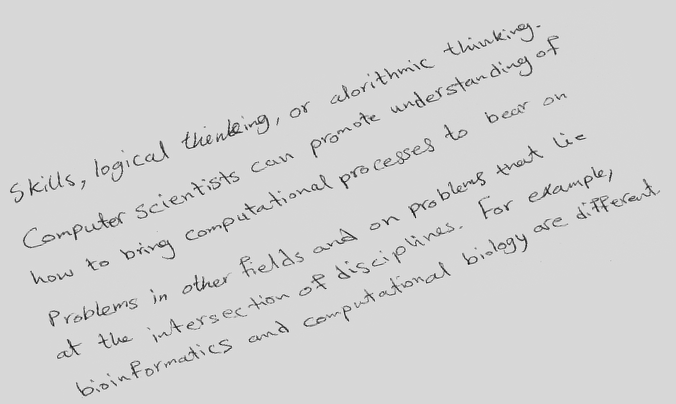 Skills, logical thinking, or alorithmic thinking.
Computer scientists can promote understanding of
how to bring computational processes to bear on
Problems in other fields and on problems that lie
at the intersection of disciplines. For example,
bioinformatics and computational biology are different.